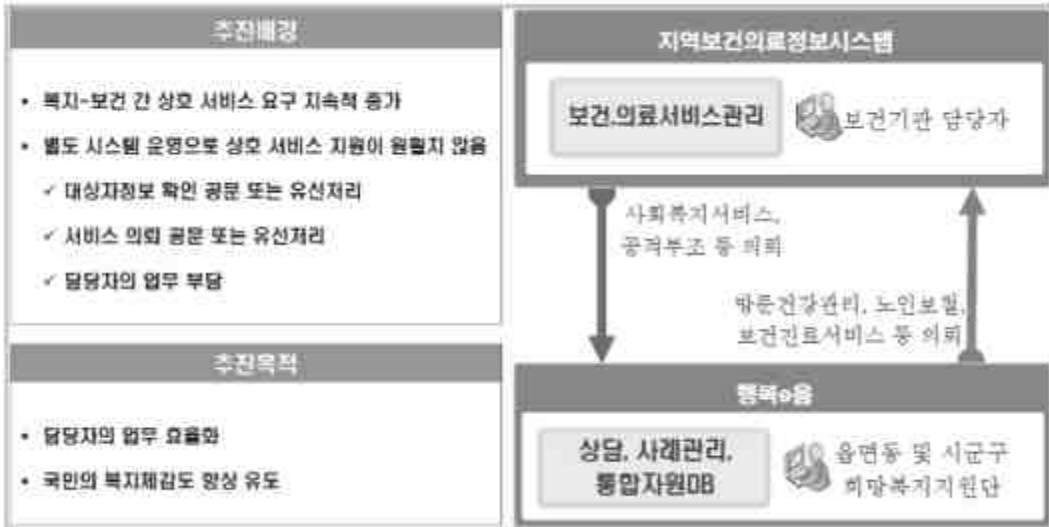 추진배경
• 복지-보건 간 상호 서비스 요구 지속적 증가
• 별도 시스템 운영으로 상호 서비스 지원이 원활치 않음
✓ 대상자정보 확인 공문 또는 유선처리
✓ 서비스 의뢰 공문 또는 유선처리
✓ 담당자의 업무 부담
추진목적
• 담당자의 업무 효율화
• 국민의 복지체감도 향상 유도
지역보건의료정보시스템
보건.의료서비스관리
보건기관 담당자
사회복지서비스,
공적부조 등 의뢰
방문건강관리, 노인보철,
보건진료서비스 등 의뢰
행복e음
상담, 사례관리,
통합자원DB
읍면동 및 시군구
희망복지지원단